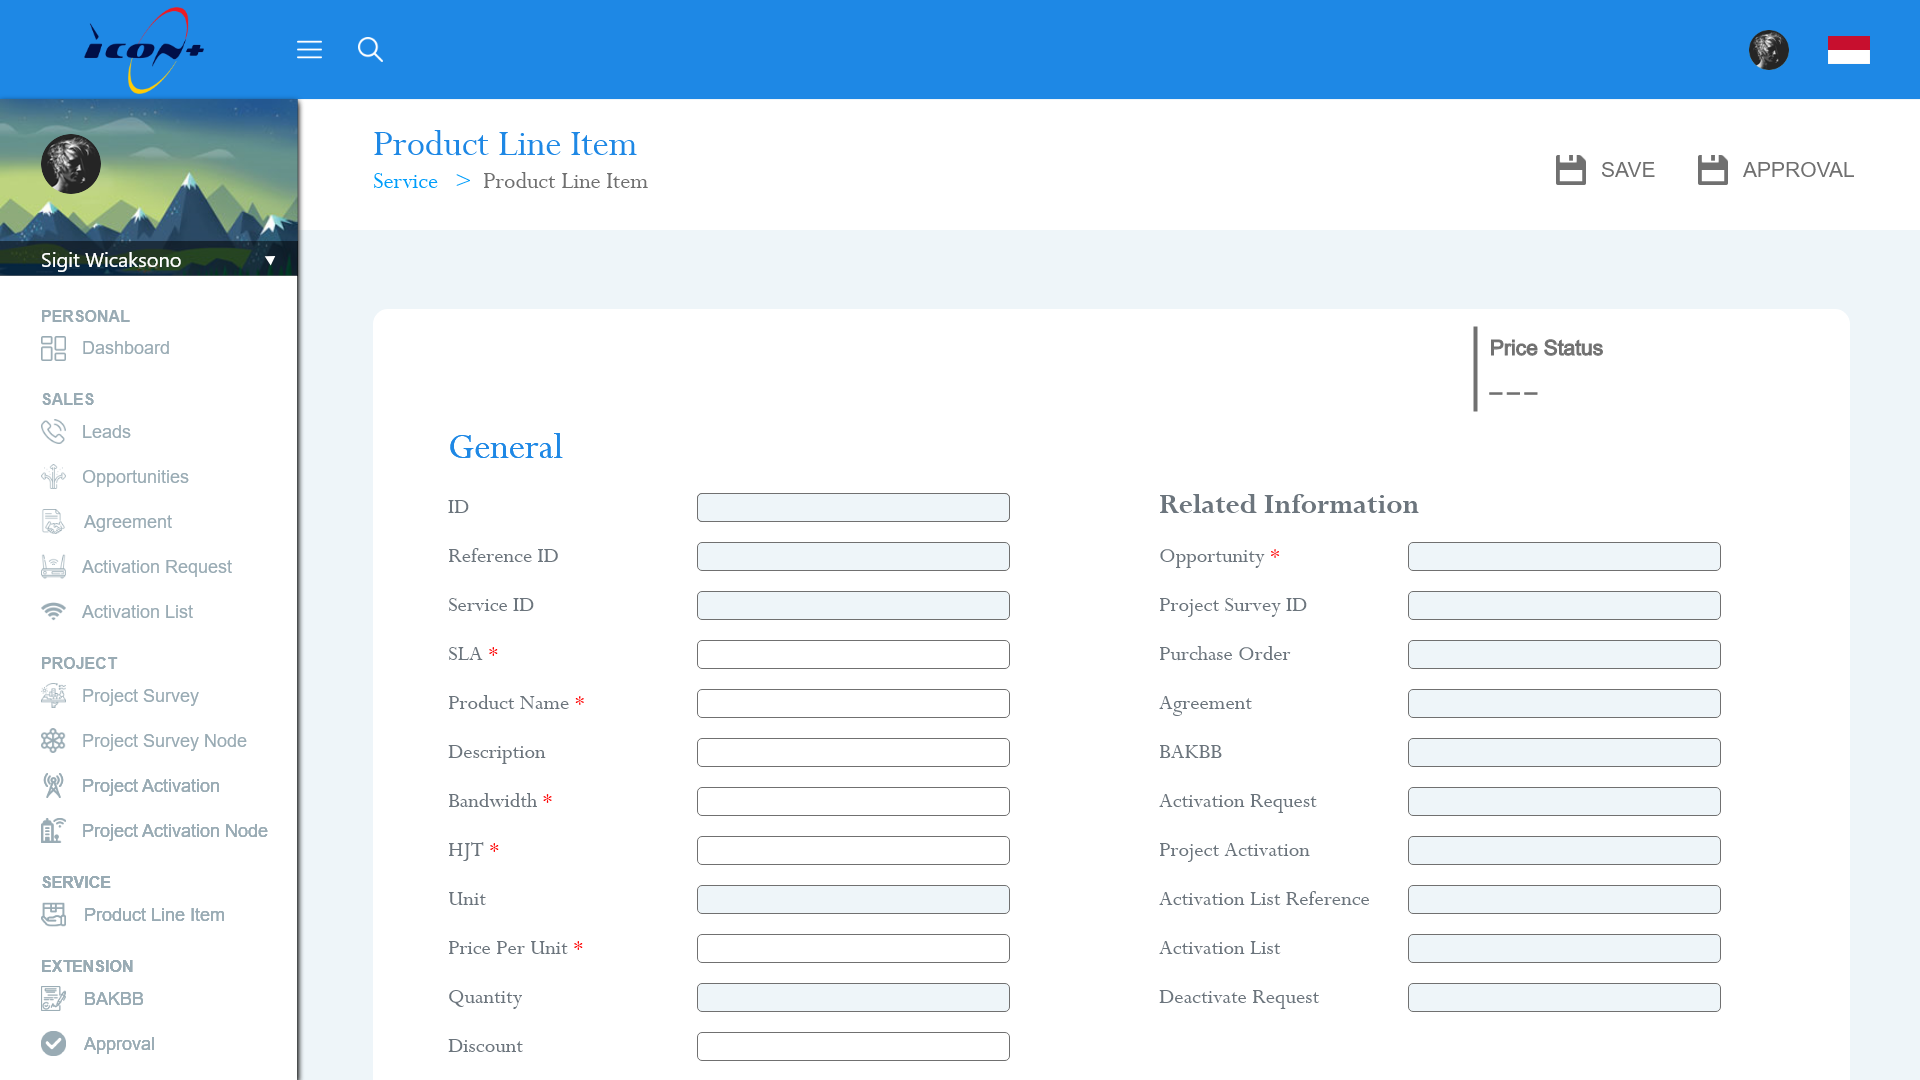 icon+
Product Line Item
Service > Product Line Item
SAVE
APPROVAL
Sigit Wicaksono ▼
PERSONAL
Dashboard
SALES
Leads
Opportunities
Agreement
Activation Request
Activation List
PROJECT
Project Survey
Project Survey Node
Project Activation
Project Activation Node
SERVICE
Product Line Item
EXTENSION
BAKBB
Approval
Price Status
---
General
ID
Reference ID
Service ID
SLA *
Product Name *
Description
Bandwidth *
HJT *
Unit
Price Per Unit *
Quantity
Discount
Related Information
Opportunity *
Project Survey ID
Purchase Order
Agreement
BAKBB
Activation Request
Project Activation
Activation List Reference
Activation List
Deactivate Request